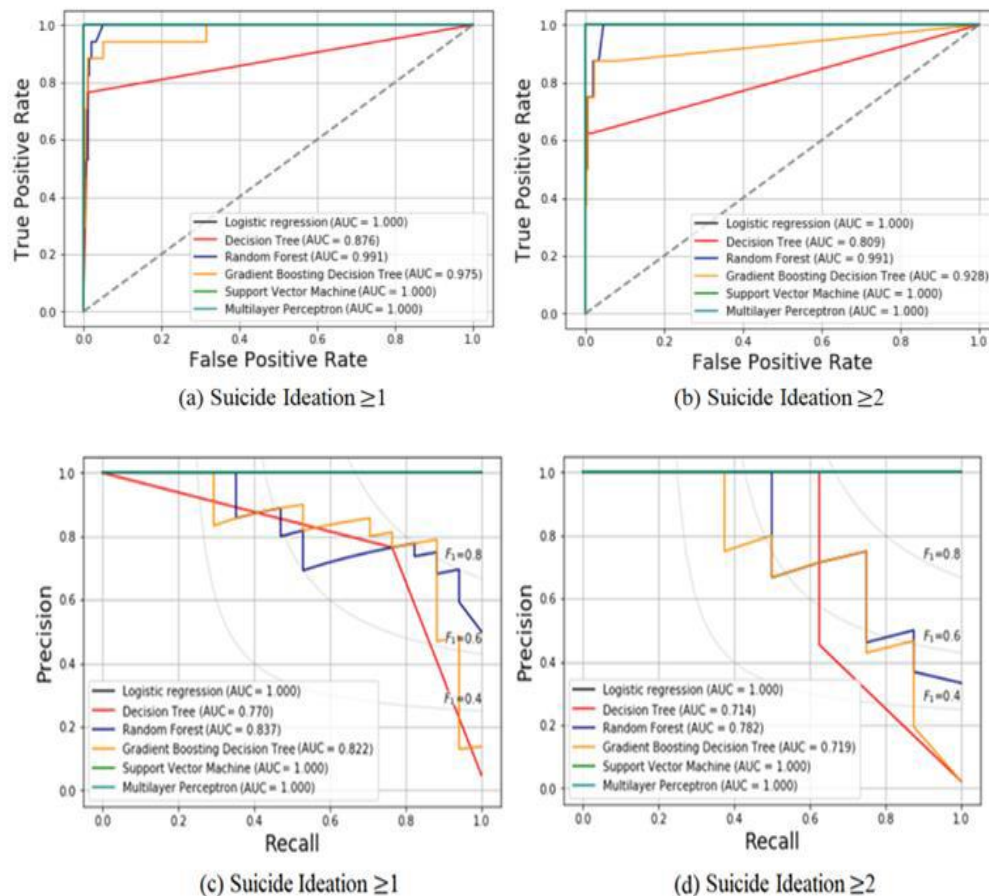 1.0
0.8
0.6
0.4
0.2
0.0
True Positive Rate
Logistic regression (AUC = 1.000)
Decision Tree (AUC = 0.876)
Random Forest (AUC = 0.991)
Gradient Boosting Decision Tree (AUC = 0.975)
Support Vector Machine (AUC = 1.000)
Multilayer Perceptron (AUC = 1.000)
0.0 0.2 0.4 0.6 0.8 1.0
False Positive Rate
(a) Suicide Ideation ≥1
1.0
0.8
0.6
0.4
0.2
0.0
True Positive Rate
Logistic regression (AUC = 1.000)
Decision Tree (AUC = 0.809)
Random Forest (AUC = 0.991)
Gradient Boosting Decision Tree (AUC = 0.928)
Support Vector Machine (AUC = 1.000)
Multilayer Perceptron (AUC = 1.000)
0.0 0.2 0.4 0.6 0.8 1.0
False Positive Rate
(b) Suicide Ideation ≥2
1.0
0.8
0.6
0.4
0.2
0.0
Precision
F₁=0.8
F₁=0.6
F₁=0.4
Logistic regression (AUC = 1.000)
Decision Tree (AUC = 0.770)
Random Forest (AUC = 0.837)
Gradient Boosting Decision Tree (AUC = 0.822)
Support Vector Machine (AUC = 1.000)
Multilayer Perceptron (AUC = 1.000)
0.0 0.2 0.4 0.6 0.8 1.0
Recall
(c) Suicide Ideation ≥1
1.0
0.8
0.6
0.4
0.2
0.0
Precision
F₁=0.8
F₁=0.6
F₁=0.4
Logistic regression (AUC = 1.000)
Decision Tree (AUC = 0.714)
Random Forest (AUC = 0.782)
Gradient Boosting Decision Tree (AUC = 0.719)
Support Vector Machine (AUC = 1.000)
Multilayer Perceptron (AUC = 1.000)
0.0 0.2 0.4 0.6 0.8 1.0
Recall
(d) Suicide Ideation ≥2